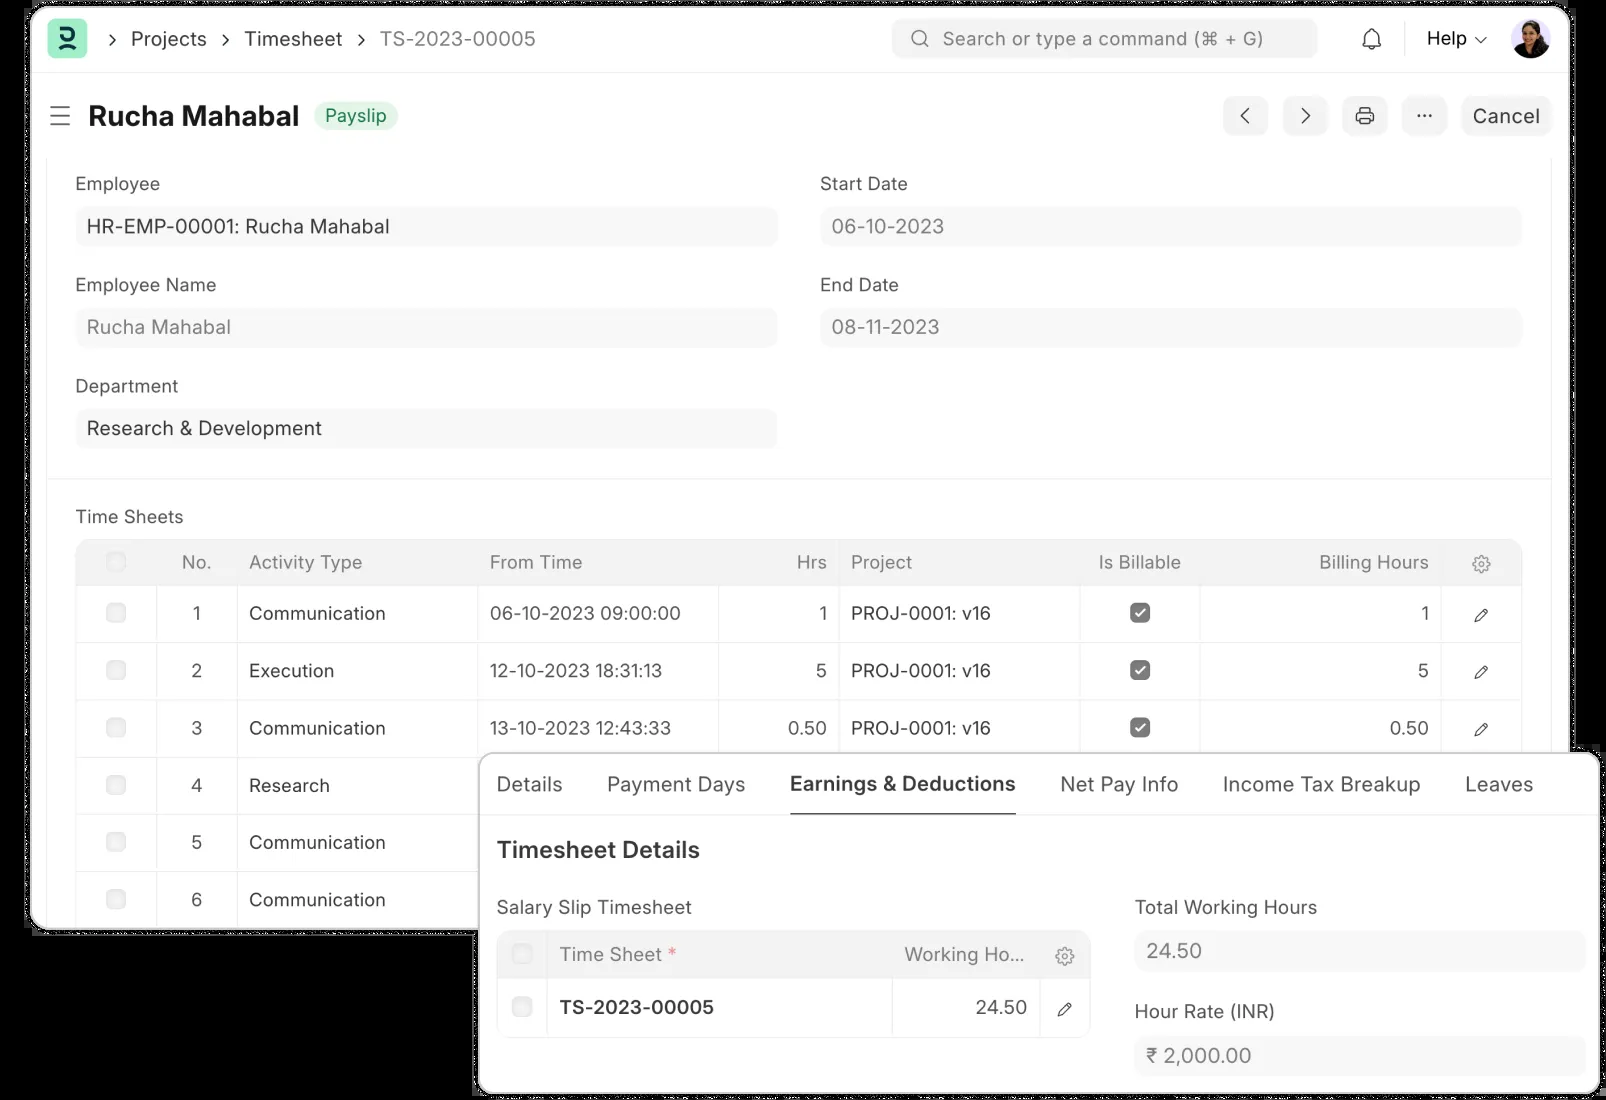 Projects > Timesheet > TS-2023-00005
Search or type a command (⌘ + G)
Help
Rucha Mahabal
Payslip
Cancel
Employee
HR-EMP-00001: Rucha Mahabal
Start Date
06-10-2023
Employee Name
Rucha Mahabal
End Date
08-11-2023
Department
Research & Development
Time Sheets
No. Activity Type From Time Hrs Project Is Billable Billing Hours
1 Communication 06-10-2023 09:00:00 1 PROJ-0001: v16 1
2 Execution 12-10-2023 18:31:13 5 PROJ-0001: v16 5
3 Communication 13-10-2023 12:43:33 0.50 PROJ-0001: v16 0.50
4 Research
5 Communication
6 Communication
Details Payment Days Earnings & Deductions Net Pay Info Income Tax Breakup Leaves
Timesheet Details
Salary Slip Timesheet
Time Sheet * Working Ho...
TS-2023-00005 24.50
Total Working Hours
24.50
Hour Rate (INR)
₹ 2,000.00